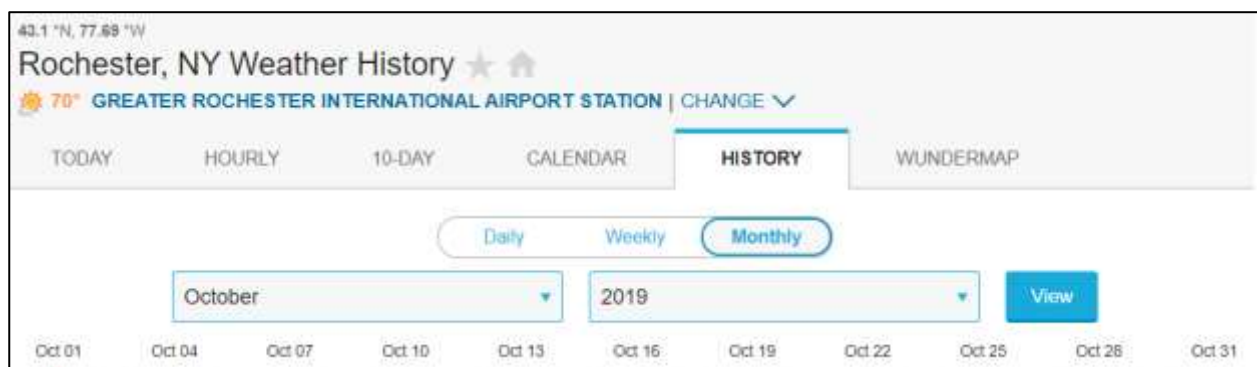 43.1 °N, 77.69 °W
Rochester, NY Weather History
70° GREATER ROCHESTER INTERNATIONAL AIRPORT STATION | CHANGE
TODAY HOURLY 10-DAY CALENDAR HISTORY WUNDERMAP
Daily Weekly Monthly
October 2019 View
Oct 01 Oct 04 Oct 07 Oct 10 Oct 13 Oct 16 Oct 19 Oct 22 Oct 25 Oct 28 Oct 31